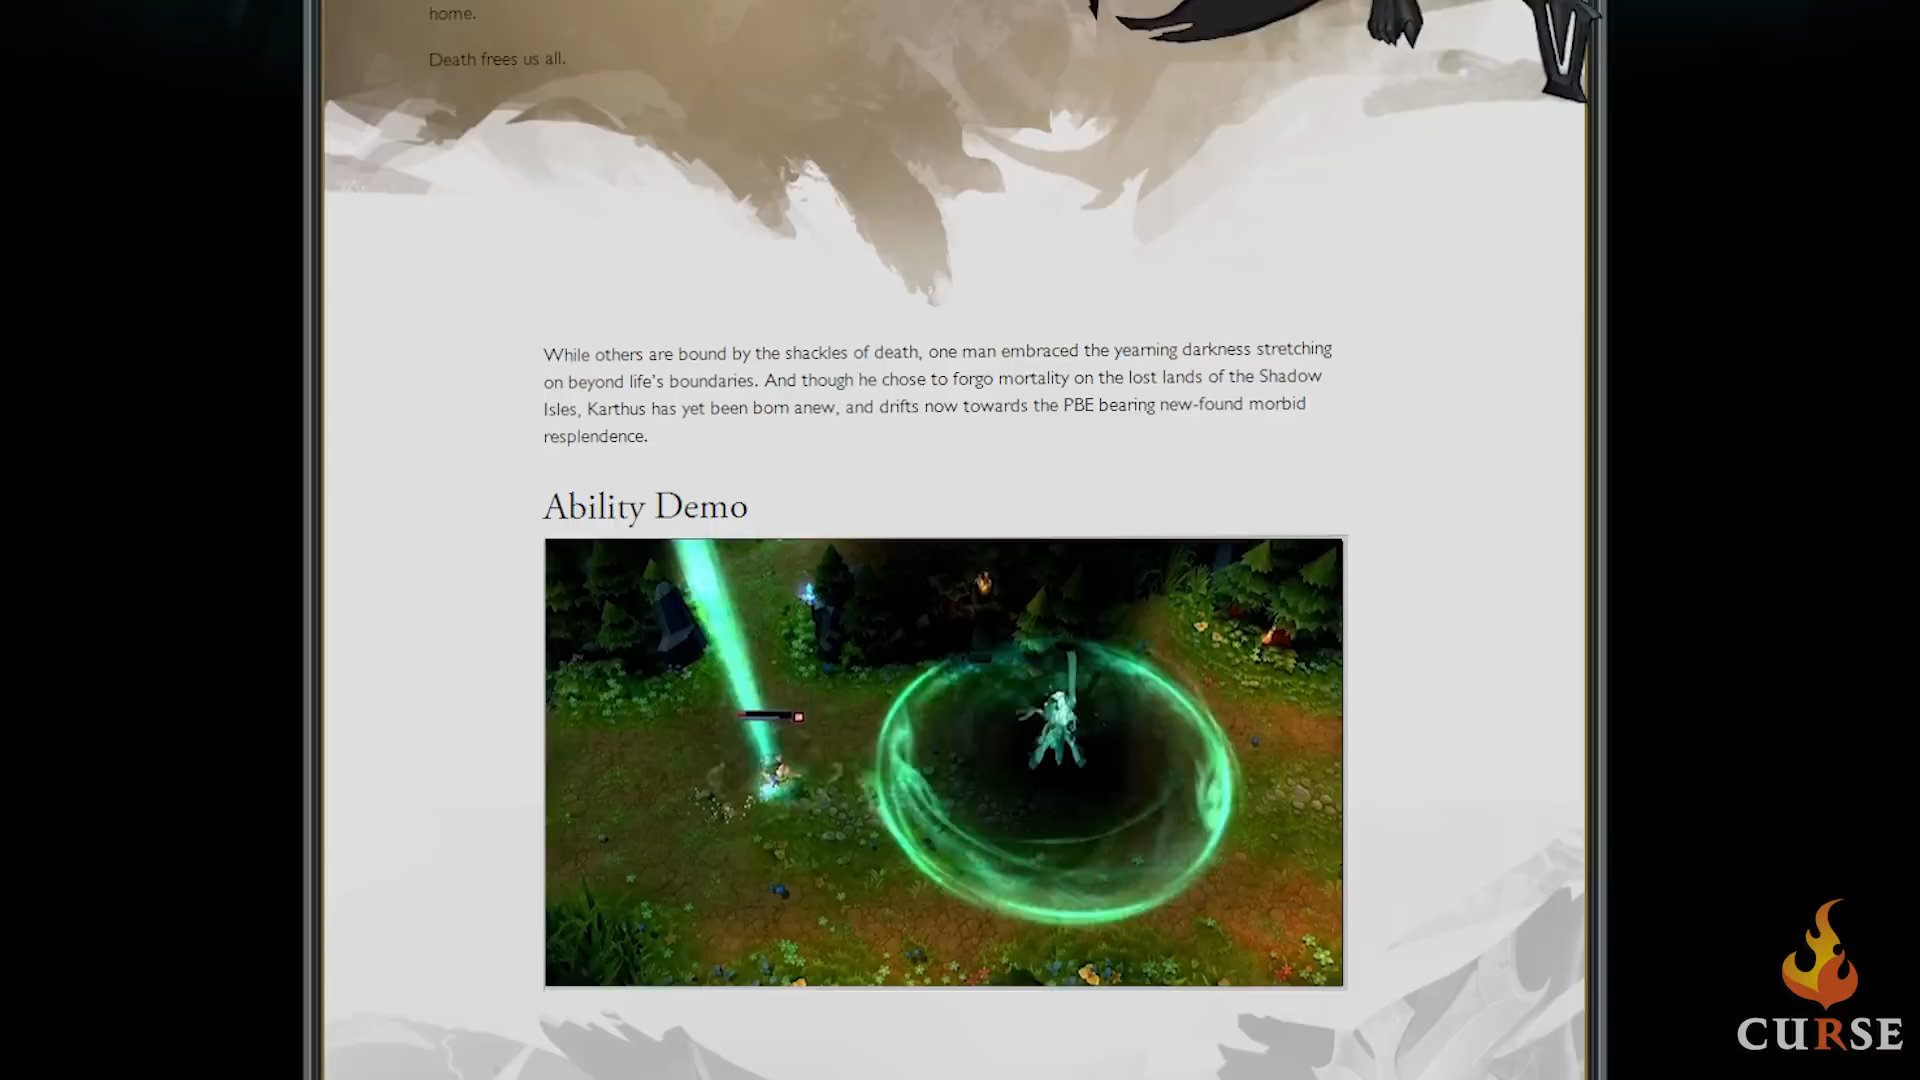 home.
Death frees us all.
While others are bound by the shackles of death, one man embraced the yearning darkness stretching
on beyond life's boundaries. And though he chose to forgo mortality on the lost lands of the Shadow
Isles, Karthus has yet been born anew, and drifts now towards the PBE bearing new-found morbid
resplendence.
Ability Demo
CURSE